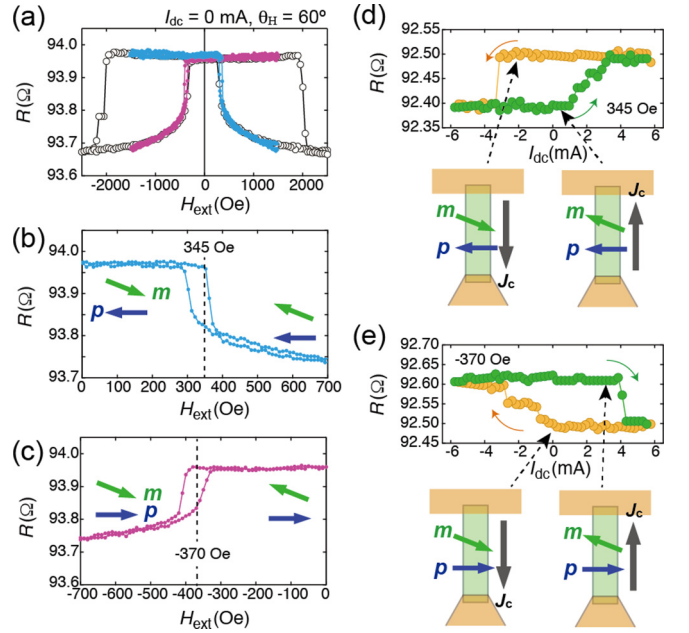 (a)
I_dc = 0 mA, θ_H = 60°
94.0
93.9
93.8
93.7
93.6
R(Ω)
-2000 -1000 0 1000 2000
H_ext(Oe)
(b)
345 Oe
94.0
93.9
93.8
93.7
R(Ω)
m
p
0 100 200 300 400 500 600 700
H_ext(Oe)
(c)
94.0
93.9
93.8
93.7
93.6
R(Ω)
m
p
-370 Oe
-700 -600 -500 -400 -300 -200 -100 0
H_ext(Oe)
(d)
92.55
92.50
92.45
92.40
92.35
R(Ω)
345 Oe
-6 -4 -2 0 2 4 6
I_dc(mA)
m
p
J_c
J_c
m
p
(e)
92.65
92.60
92.55
92.50
92.45
R(Ω)
-370 Oe
-6 -4 -2 0 2 4 6
I_dc(mA)
m
p
J_c
J_c
m
p